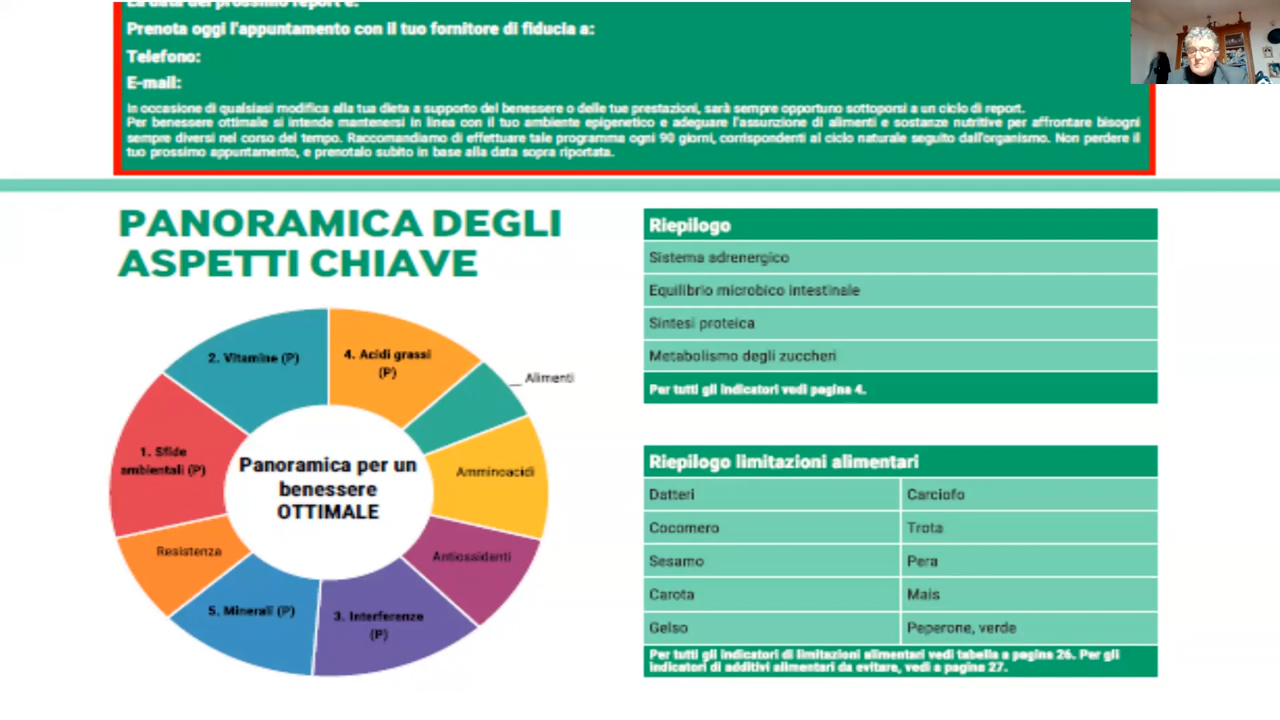 La data del prossimo report è:
Prenota oggi l'appuntamento con il tuo fornitore di fiducia a:
Telefono:
E-mail:
In occasione di qualsiasi modifica alla tua dieta a supporto del benessere o delle tue prestazioni, sarà sempre opportuno sottoporsi a un ciclo di report.
Per benessere ottimale si intende mantenersi in linea con il tuo ambiente epigenetico e adeguare l'assunzione di alimenti e sostanze nutritive per affrontare bisogni
sempre diversi nel corso del tempo. Raccomandiamo di effettuare tale programma ogni 90 giorni, corrispondenti al ciclo naturale seguito dall'organismo. Non perdere il
tuo prossimo appuntamento, e prenotalo subito in base alla data sopra riportata.
PANORAMICA DEGLI
ASPETTI CHIAVE
2. Vitamine (P)
4. Acidi grassi
(P)
__ Alimenti
1. Sfide
ambientali (P)
Amminoacidi
Panoramica per un
benessere
OTTIMALE
Resistenza
Antiossidanti
5. Minerali (P)
3. Interferenze
(P)
Riepilogo
Sistema adrenergico
Equilibrio microbico intestinale
Sintesi proteica
Metabolismo degli zuccheri
Per tutti gli indicatori vedi pagina 4.
Riepilogo limitazioni alimentari
Datteri Carciofo
Cocomero Trota
Sesamo Pera
Carota Mais
Gelso Peperone, verde
Per tutti gli indicatori di limitazioni alimentari vedi tabella a pagina 26. Per gli
indicatori di additivi alimentari da evitare, vedi a pagina 27.